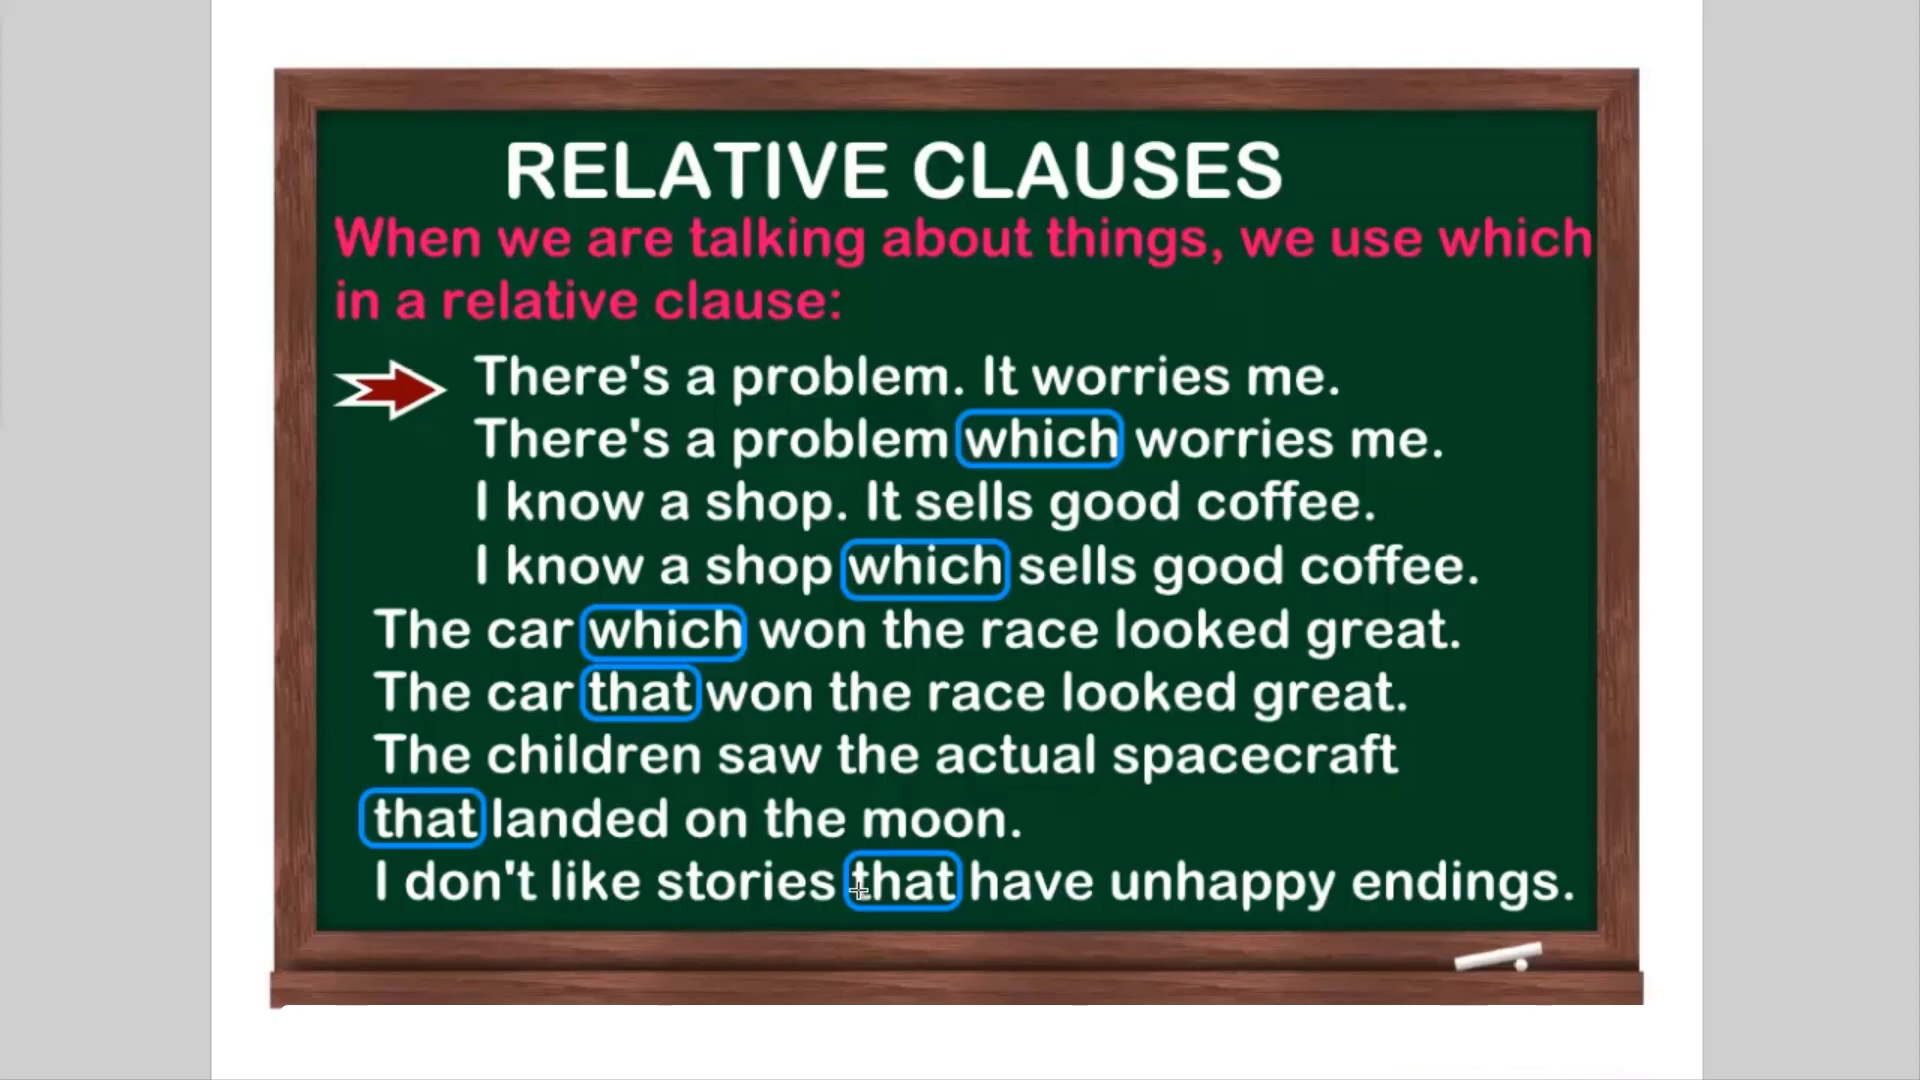 RELATIVE CLAUSES
When we are talking about things, we use which
in a relative clause:
There's a problem. It worries me.
There's a problem which worries me.
I know a shop. It sells good coffee.
I know a shop which sells good coffee.
The car which won the race looked great.
The car that won the race looked great.
The children saw the actual spacecraft
that landed on the moon.
I don't like stories that have unhappy endings.